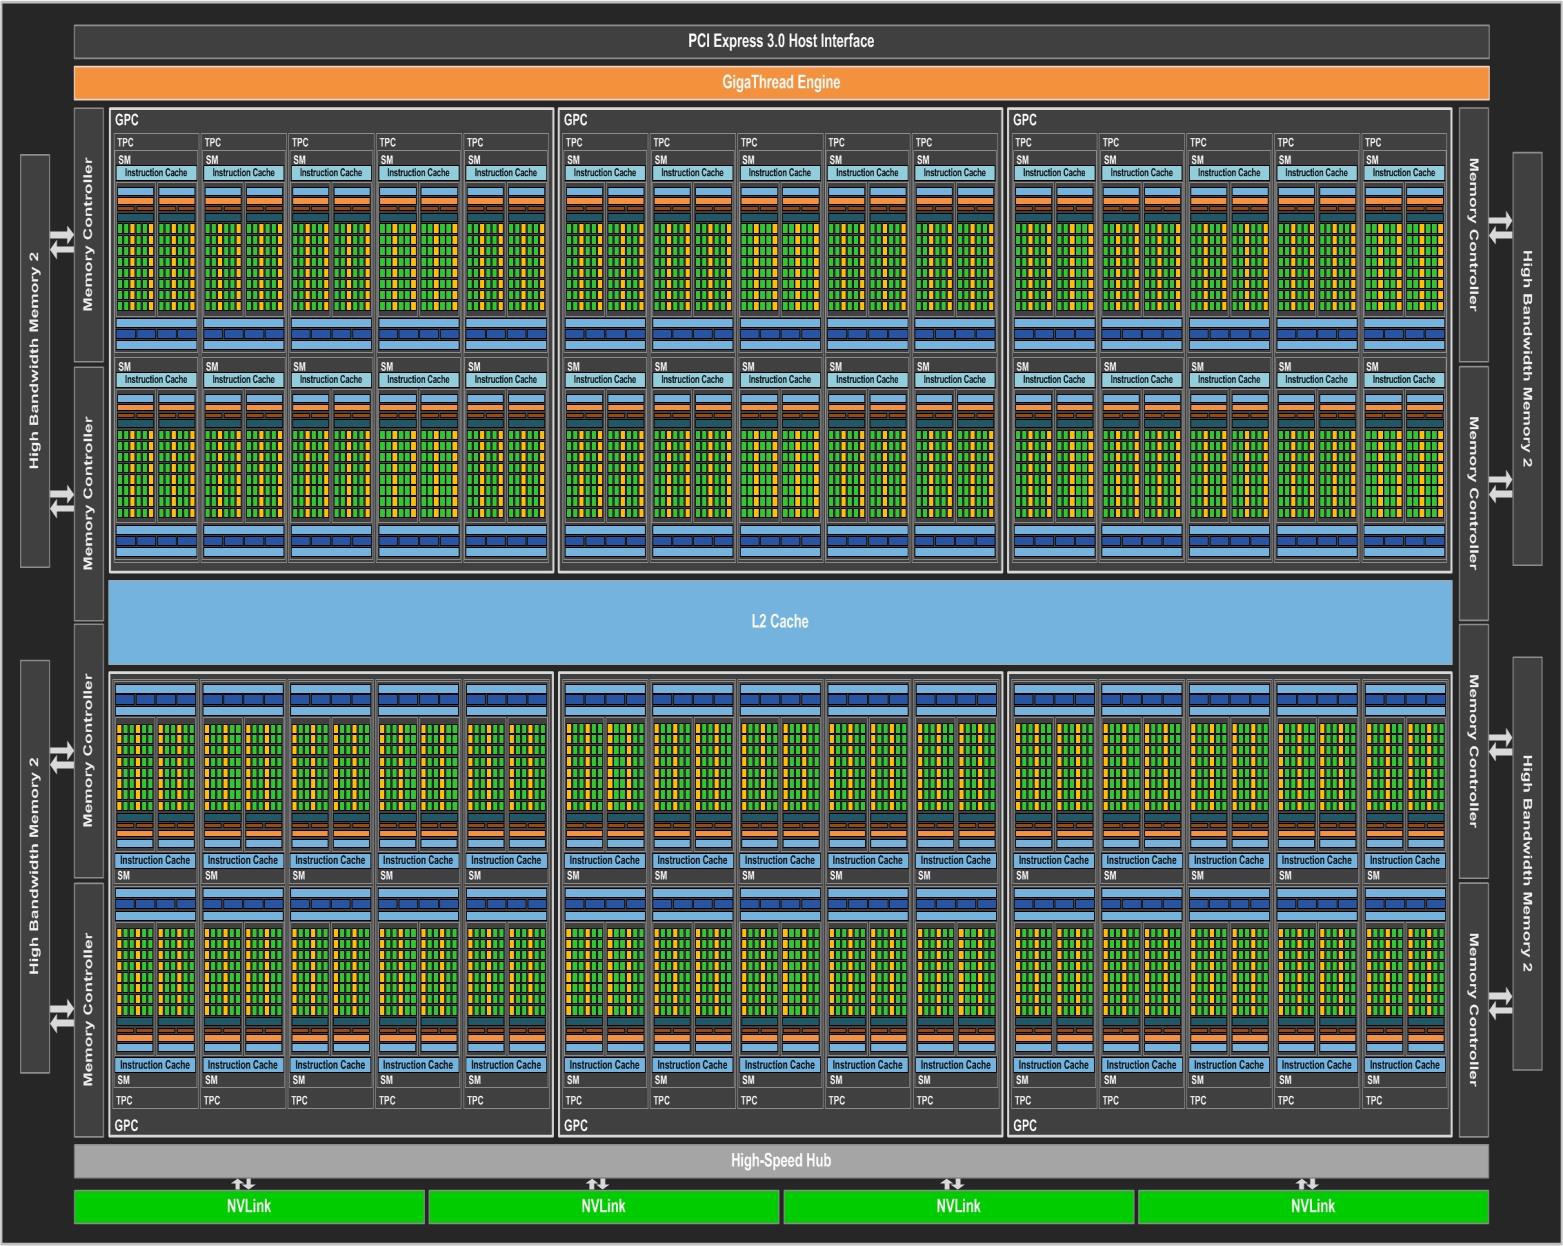 PCI Express 3.0 Host Interface
GigaThread Engine
High Bandwidth Memory 2
High Bandwidth Memory 2
Memory Controller
Memory Controller
Memory Controller
Memory Controller
GPC GPC GPC
TPC TPC TPC TPC TPC TPC TPC TPC TPC TPC TPC TPC TPC TPC TPC
SM SM SM SM SM SM SM SM SM SM SM SM SM SM SM
Instruction Cache Instruction Cache Instruction Cache Instruction Cache Instruction Cache Instruction Cache Instruction Cache Instruction Cache Instruction Cache Instruction Cache Instruction Cache Instruction Cache Instruction Cache Instruction Cache Instruction Cache
SM SM SM SM SM SM SM SM SM SM SM SM SM SM SM
Instruction Cache Instruction Cache Instruction Cache Instruction Cache Instruction Cache Instruction Cache Instruction Cache Instruction Cache Instruction Cache Instruction Cache Instruction Cache Instruction Cache Instruction Cache Instruction Cache Instruction Cache
L2 Cache
Instruction Cache Instruction Cache Instruction Cache Instruction Cache Instruction Cache Instruction Cache Instruction Cache Instruction Cache Instruction Cache Instruction Cache Instruction Cache Instruction Cache Instruction Cache Instruction Cache Instruction Cache
SM SM SM SM SM SM SM SM SM SM SM SM SM SM SM
Instruction Cache Instruction Cache Instruction Cache Instruction Cache Instruction Cache Instruction Cache Instruction Cache Instruction Cache Instruction Cache Instruction Cache Instruction Cache Instruction Cache Instruction Cache Instruction Cache Instruction Cache
SM SM SM SM SM SM SM SM SM SM SM SM SM SM SM
TPC TPC TPC TPC TPC TPC TPC TPC TPC TPC TPC TPC TPC TPC TPC
GPC GPC GPC
Memory Controller
Memory Controller
Memory Controller
Memory Controller
High Bandwidth Memory 2
High Bandwidth Memory 2
High-Speed Hub
NVLink NVLink NVLink NVLink